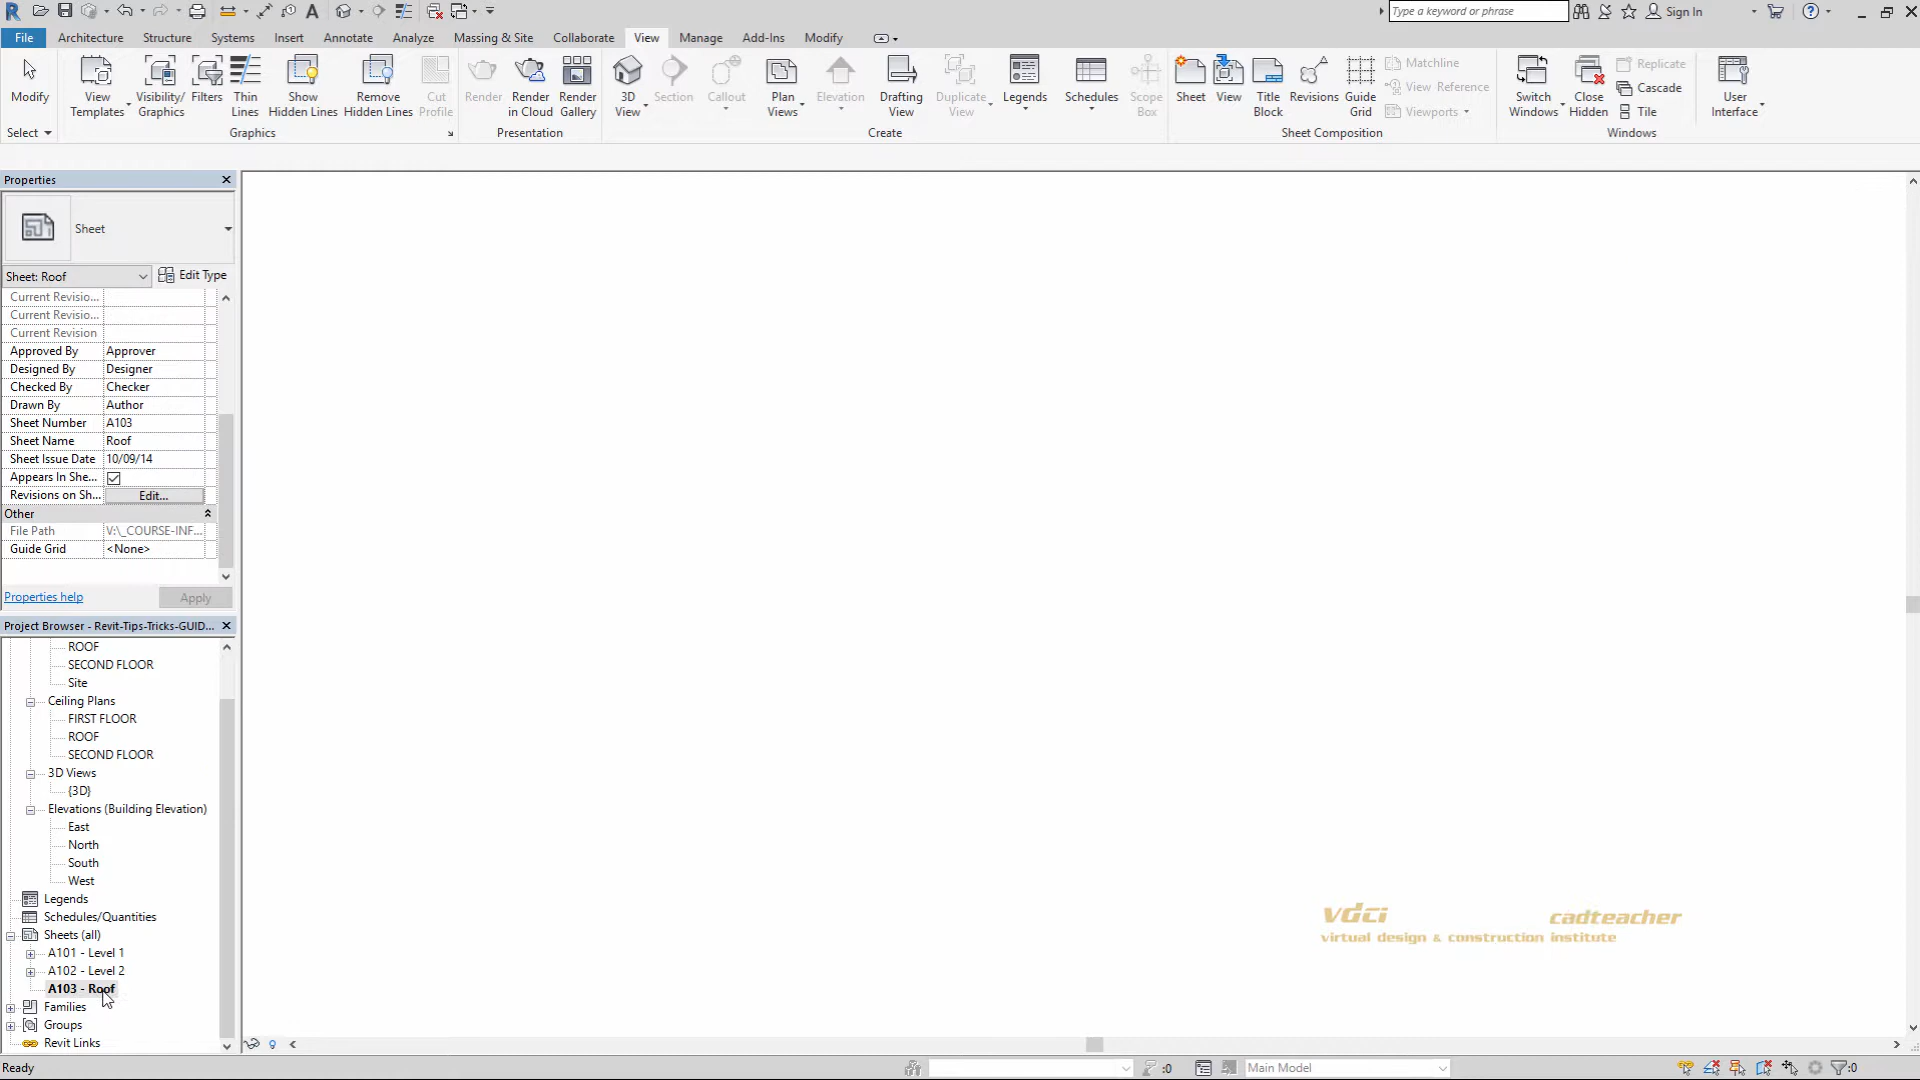 Type a keyword or phrase
Sign In
File Architecture Structure Systems Insert Annotate Analyze Massing & Site Collaborate View Manage Add-Ins Modify
Modify
View Templates
Visibility/ Graphics
Filters
Thin Lines
Show Hidden Lines
Remove Hidden Lines
Cut Profile
Render
Render in Cloud
Render Gallery
3D View
Section
Callout
Plan Views
Elevation
Drafting View
Duplicate View
Legends
Schedules
Scope Box
Sheet
View
Title Block
Revisions
Guide Grid
Matchline
View Reference
Viewports
Switch Windows
Close Hidden
Replicate
Cascade
Tile
User Interface
Select Graphics Presentation Create Sheet Composition Windows
Properties
Sheet
Sheet: Roof Edit Type
Current Revisio...
Current Revisio...
Current Revision
Approved By Approver
Designed By Designer
Checked By Checker
Drawn By Author
Sheet Number A103
Sheet Name Roof
Sheet Issue Date 10/09/14
Appears In She...
Revisions on Sh... Edit...
Other
File Path V:\_COURSE-INF...
Guide Grid <None>
Properties help Apply
Project Browser - Revit-Tips-Tricks-GUID...
ROOF
SECOND FLOOR
Site
Ceiling Plans
FIRST FLOOR
ROOF
SECOND FLOOR
3D Views
{3D}
Elevations (Building Elevation)
East
North
South
West
Legends
Schedules/Quantities
Sheets (all)
A101 - Level 1
A102 - Level 2
A103 - Roof
Families
Groups
Revit Links
vdci cadteacher
virtual design & construction institute
Ready :0 Main Model :0